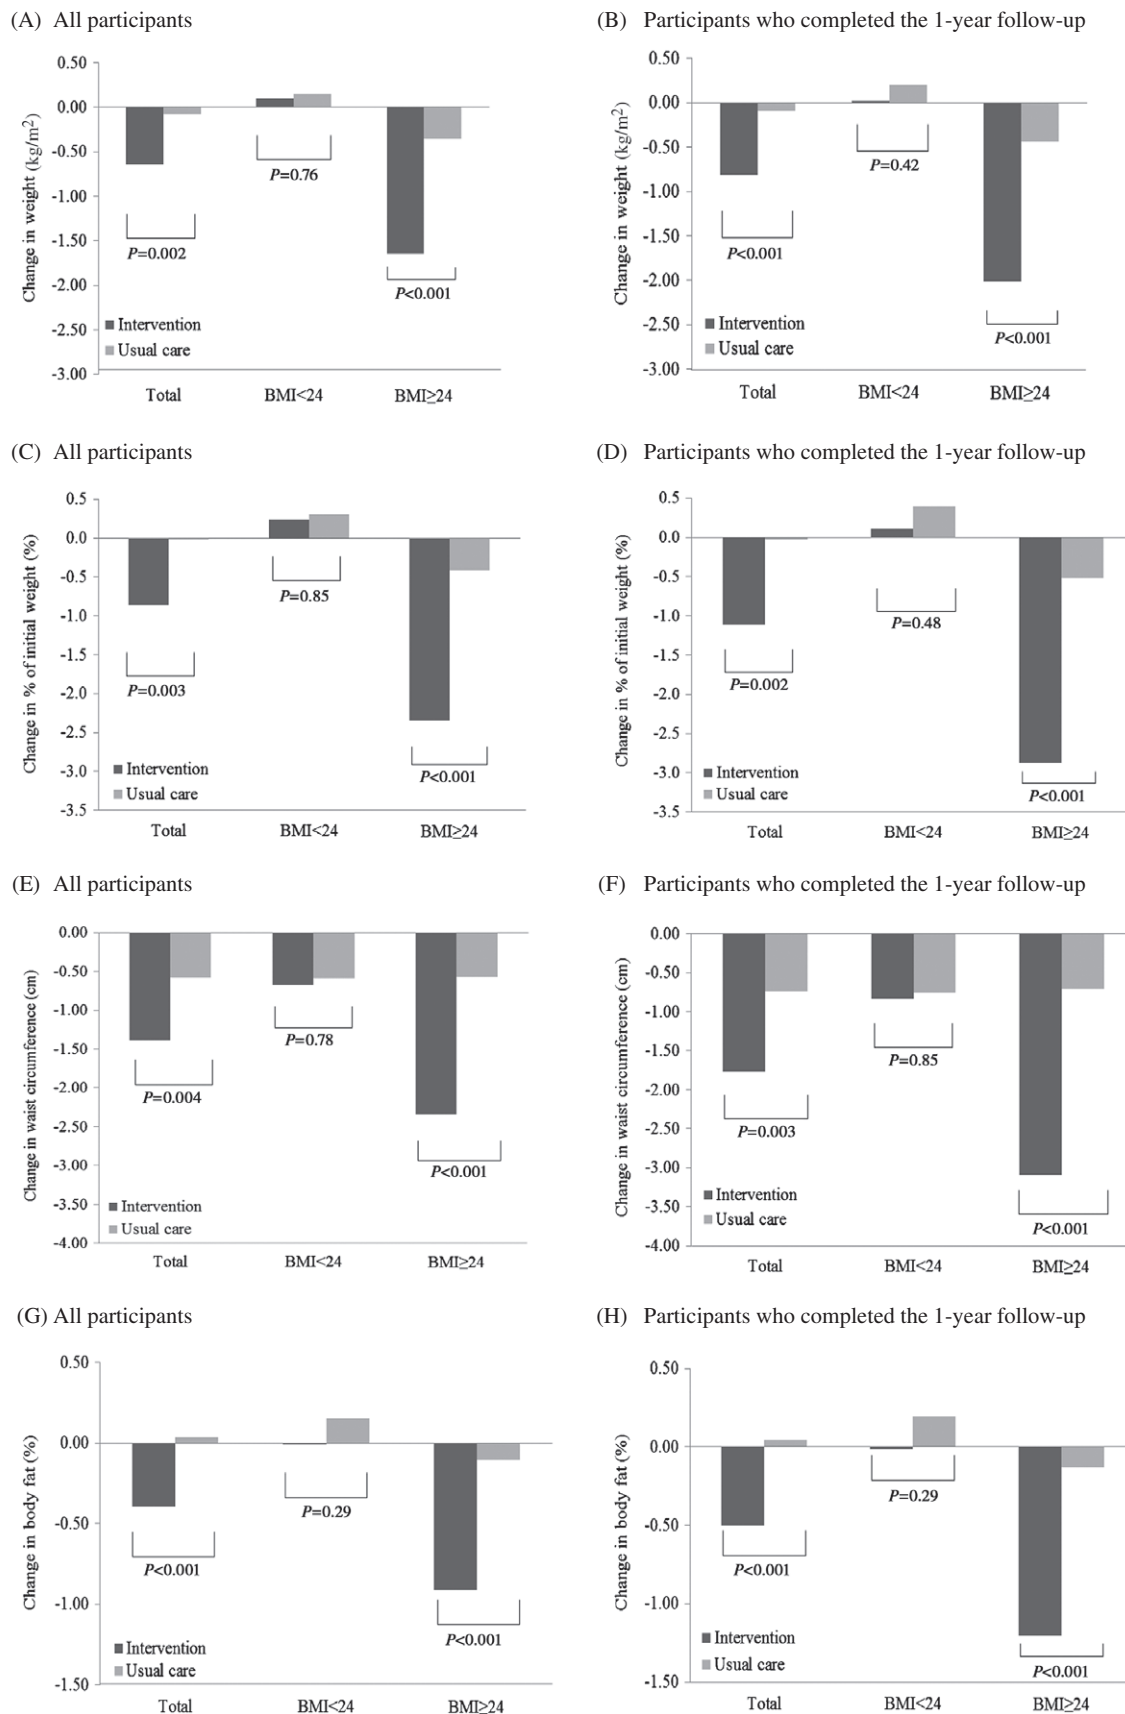 (A) All participants
0.50
0.00
-0.50
-1.00
-1.50
-2.00
-2.50
-3.00
Change in weight (kg/m²)
P=0.002
P=0.76
P<0.001
Intervention
Usual care
Total BMI<24 BMI≥24
(B) Participants who completed the 1-year follow-up
0.50
0.00
-0.50
-1.00
-1.50
-2.00
-2.50
-3.00
Change in weight (kg/m²)
P<0.001
P=0.42
P<0.001
Intervention
Usual care
Total BMI<24 BMI≥24
(C) All participants
0.5
0.0
-0.5
-1.0
-1.5
-2.0
-2.5
-3.0
-3.5
Change in % of initial weight (%)
P=0.003
P=0.85
P<0.001
Intervention
Usual care
Total BMI<24 BMI≥24
(D) Participants who completed the 1-year follow-up
0.5
0.0
-0.5
-1.0
-1.5
-2.0
-2.5
-3.0
-3.5
Change in % of initial weight (%)
P=0.002
P=0.48
P<0.001
Intervention
Usual care
Total BMI<24 BMI≥24
(E) All participants
0.00
-0.50
-1.00
-1.50
-2.00
-2.50
-3.00
-3.50
-4.00
Change in waist circumference (cm)
P=0.004
P=0.78
P<0.001
Intervention
Usual care
Total BMI<24 BMI≥24
(F) Participants who completed the 1-year follow-up
0.00
-0.50
-1.00
-1.50
-2.00
-2.50
-3.00
-3.50
-4.00
Change in waist circumference (cm)
P=0.003
P=0.85
P<0.001
Intervention
Usual care
Total BMI<24 BMI≥24
(G) All participants
0.50
0.00
-0.50
-1.00
-1.50
Change in body fat (%)
P<0.001
P=0.29
P<0.001
Intervention
Usual care
Total BMI<24 BMI≥24
(H) Participants who completed the 1-year follow-up
0.50
0.00
-0.50
-1.00
-1.50
Change in body fat (%)
P<0.001
P=0.29
P<0.001
Intervention
Usual care
Total BMI<24 BMI≥24